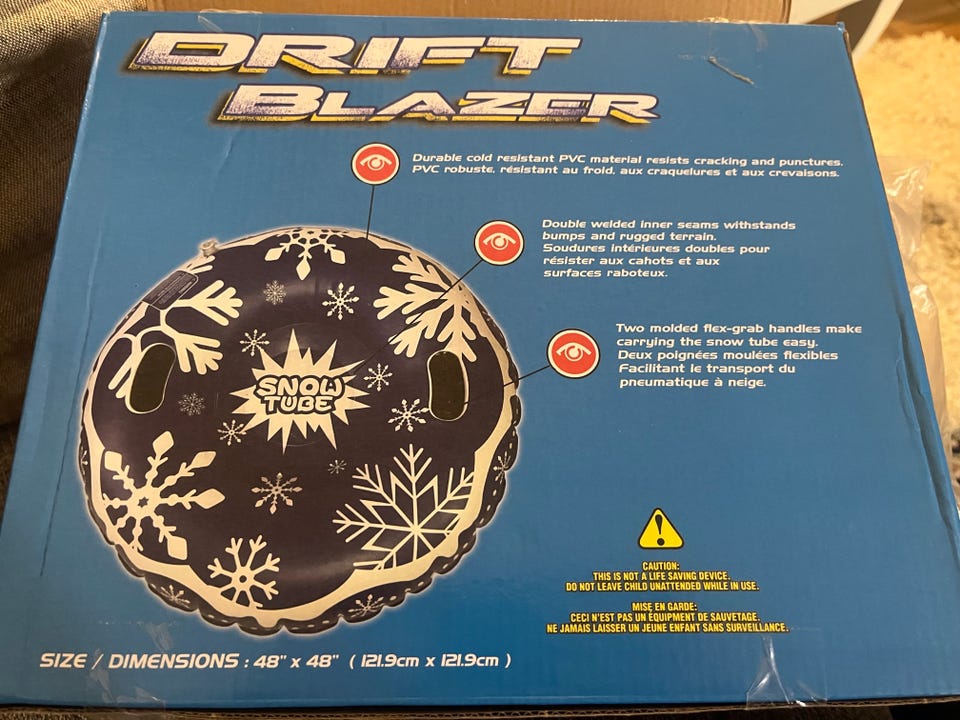 DRIFT
BLAZER
Durable cold resistant PVC material resists cracking and punctures.
PVC robuste, résistant au froid, aux craquelures et aux crevaisons.
Double welded inner seams withstands
bumps and rugged terrain.
Soudures intérieures doubles pour
résister aux cahots et aux
surfaces raboteux.
Two molded flex-grab handles make
carrying the snow tube easy.
Deux poignées moulées flexibles
Facilitant le transport du
pneumatique à neige.
SNOW
TUBE
CAUTION:
THIS IS NOT A LIFE SAVING DEVICE.
DO NOT LEAVE CHILD UNATTENDED WHILE IN USE.
MISE EN GARDE:
CECI N'EST PAS UN ÉQUIPMENT DE SAUVETAGE.
NE JAMAIS LAISSER UN JEUNE ENFANT SANS SURVEILLANCE.
SIZE / DIMENSIONS : 48" x 48" ( 121.9cm x 121.9cm )